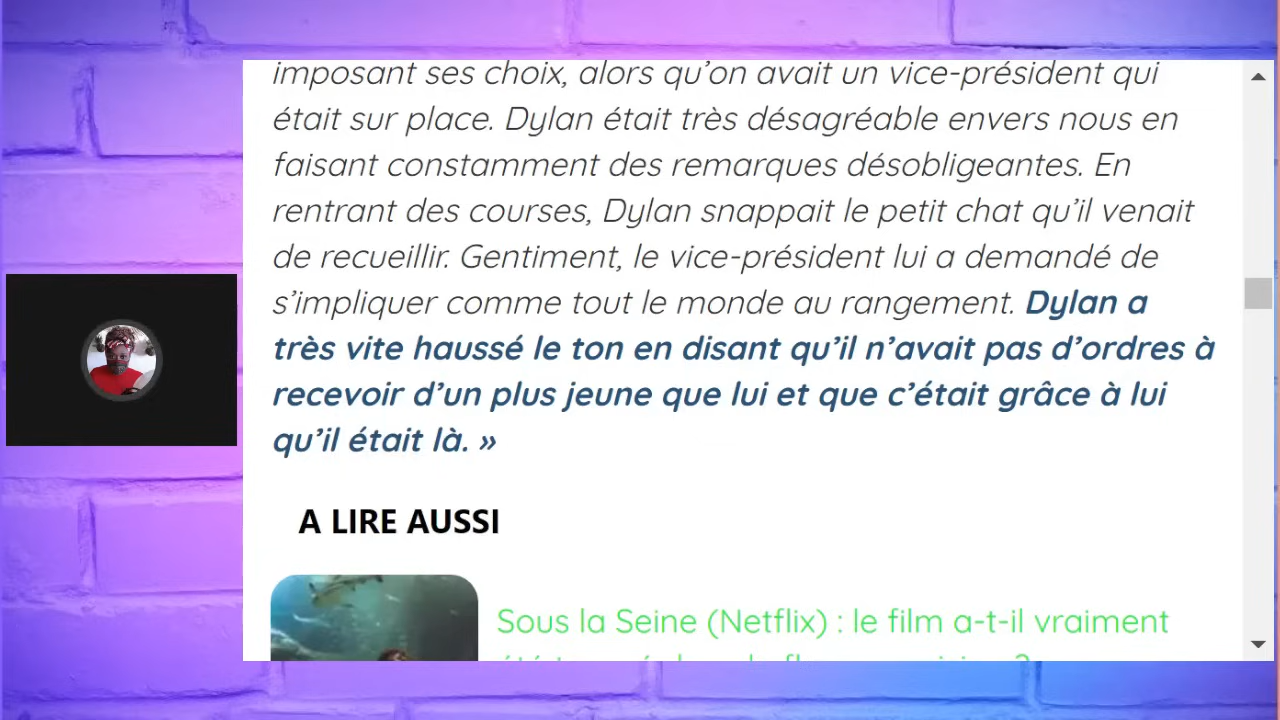 imposant ses choix, alors qu’on avait un vice-président qui
était sur place. Dylan était très désagréable envers nous en
faisant constamment des remarques désobligeantes. En
rentrant des courses, Dylan snappait le petit chat qu’il venait
de recueillir. Gentiment, le vice-président lui a demandé de
s’impliquer comme tout le monde au rangement. Dylan a
très vite haussé le ton en disant qu’il n’avait pas d’ordres à
recevoir d’un plus jeune que lui et que c’était grâce à lui
qu’il était là. »
A LIRE AUSSI
Sous la Seine (Netflix) : le film a-t-il vraiment